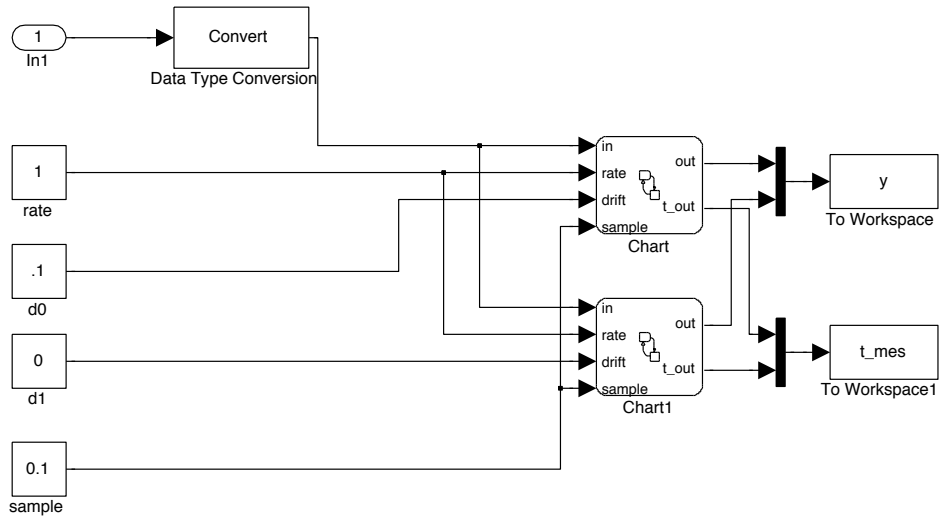 1
In1
Convert
Data Type Conversion
1
rate
.1
d0
0
d1
0.1
sample
in
rate
drift
sample
out
t_out
Chart
in
rate
drift
sample
out
t_out
Chart1
y
To Workspace
t_mes
To Workspace1